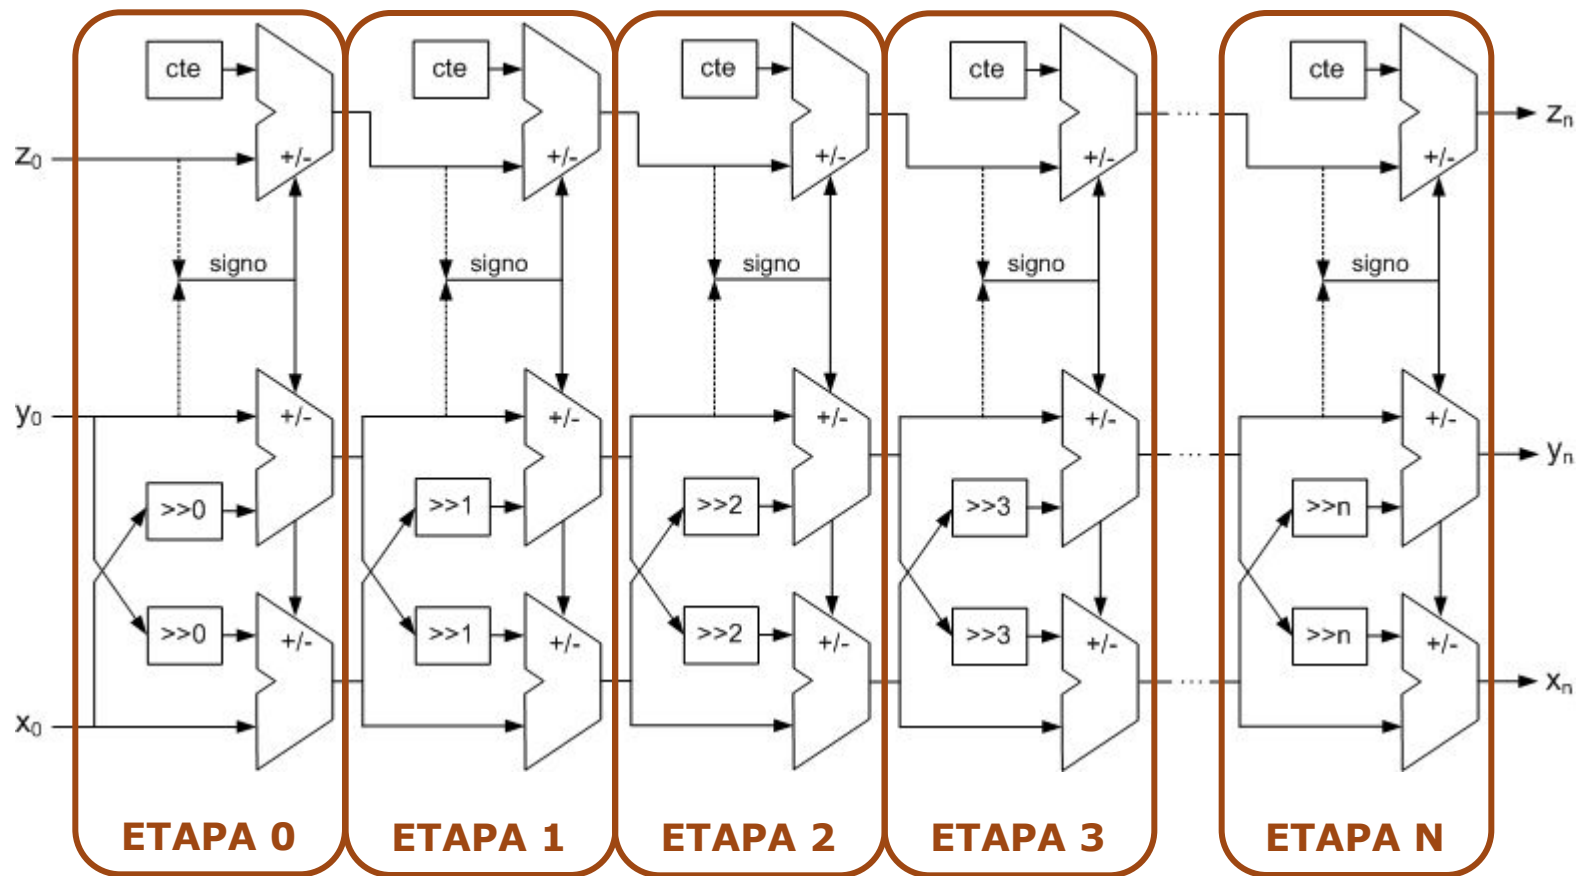 cte cte cte cte cte
+/- +/- +/- +/- +/-
z₀ ... zₙ
signo signo signo signo signo
y₀ +/- +/- +/- +/- +/-
... yₙ
>>0 >>1 >>2 >>3 >>n
>>0 >>1 >>2 >>3 >>n
+/- +/- +/- +/- +/-
x₀ ... xₙ
ETAPA 0 ETAPA 1 ETAPA 2 ETAPA 3 ETAPA N